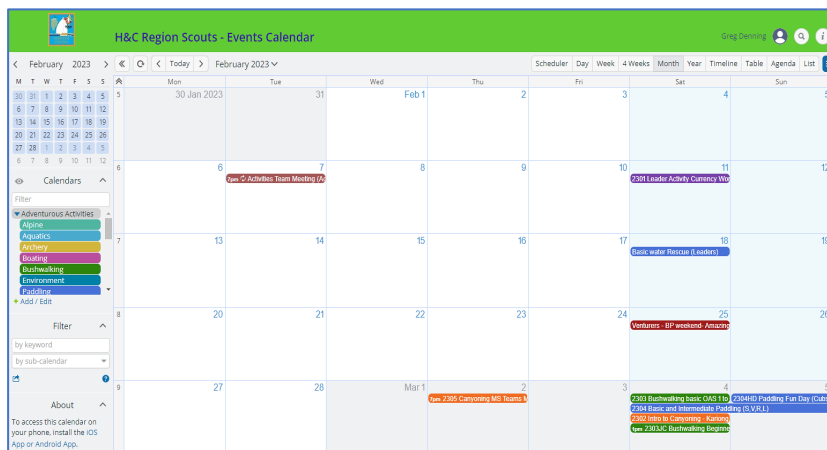 H&C Region Scouts - Events Calendar
Greg Denning
February 2023
Today
February 2023
Scheduler Day Week 4 Weeks Month Year Timeline Table Agenda List
M T W T F S S
30 31 1 2 3 4 5
6 7 8 9 10 11 12
13 14 15 16 17 18 19
20 21 22 23 24 25 26
27 28 1 2 3 4 5
6 7 8 9 10 11 12
Calendars
Filter
Adventurous Activities
Alpine
Aquatics
Archery
Boating
Bushwalking
Environment
Paddling
+ Add / Edit
Filter
by keyword
by sub-calendar
About
To access this calendar on
your phone, install the iOS
App or Android App.
Mon Tue Wed Thu Fri Sat Sun
5 30 Jan 2023 31 Feb 1 2 3 4 5
6 6 7 8 9 10 11 12
7pm Activities Team Meeting (A
2301 Leader Activity Currency Wo
7 13 14 15 16 17 18 19
Basic water Rescue (Leaders)
8 20 21 22 23 24 25 26
Venturers - BP weekend- Amazing
9 27 28 Mar 1 2 3 4 5
7pm 2305 Canyoning MS Teams M
2303 Bushwalking basic OAS 1 to
2304HD Paddling Fun Day (Cubs
2304 Basic and Intermediate Paddling (S,V,R,L)
2302 Intro to Canyoning - Kariong
1pm 2303JC Bushwalking Beginne